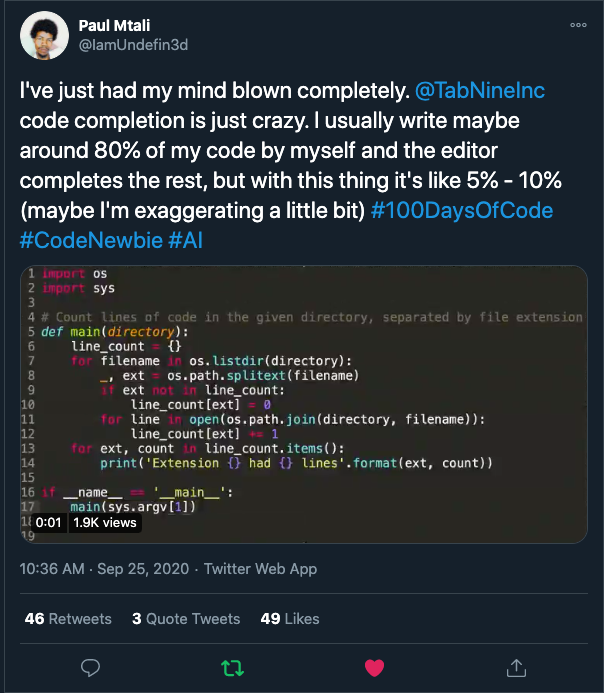 Paul Mtali
@IamUndefin3d
I've just had my mind blown completely. @TabNineInc
code completion is just crazy. I usually write maybe
around 80% of my code by myself and the editor
completes the rest, but with this thing it's like 5% - 10%
(maybe I'm exaggerating a little bit) #100DaysOfCode
#CodeNewbie #AI
1 import os
2 import sys
3
4 # Count lines of code in the given directory, separated by file extension
5 def main(directory):
6     line_count = {}
7     for filename in os.listdir(directory):
8         _, ext = os.path.splitext(filename)
9         if ext not in line_count:
10             line_count[ext] = 0
11         for line in open(os.path.join(directory, filename)):
12             line_count[ext] += 1
13     for ext, count in line_count.items():
14         print('Extension {} had {} lines'.format(ext, count))
15
16 if __name__ == '__main__':
17     main(sys.argv[1])
18
0:01 1.9K views
19
10:36 AM · Sep 25, 2020 · Twitter Web App
46 Retweets 3 Quote Tweets 49 Likes